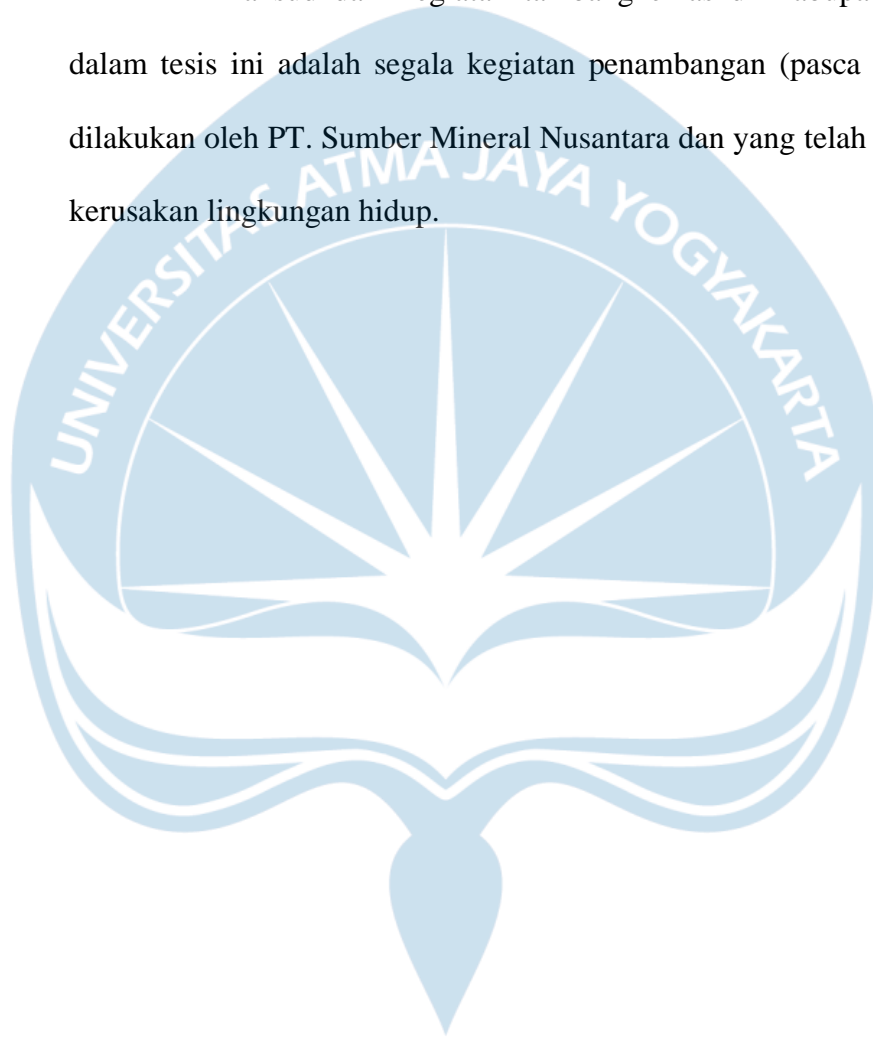 dalam tesis ini adalah segala kegiatan penambangan (pasca
dilakukan oleh PT. Sumber Mineral Nusantara dan yang telah
kerusakan lingkungan hidup.
UNIVERSITAS ATMA JAYA YOGYAKARTA